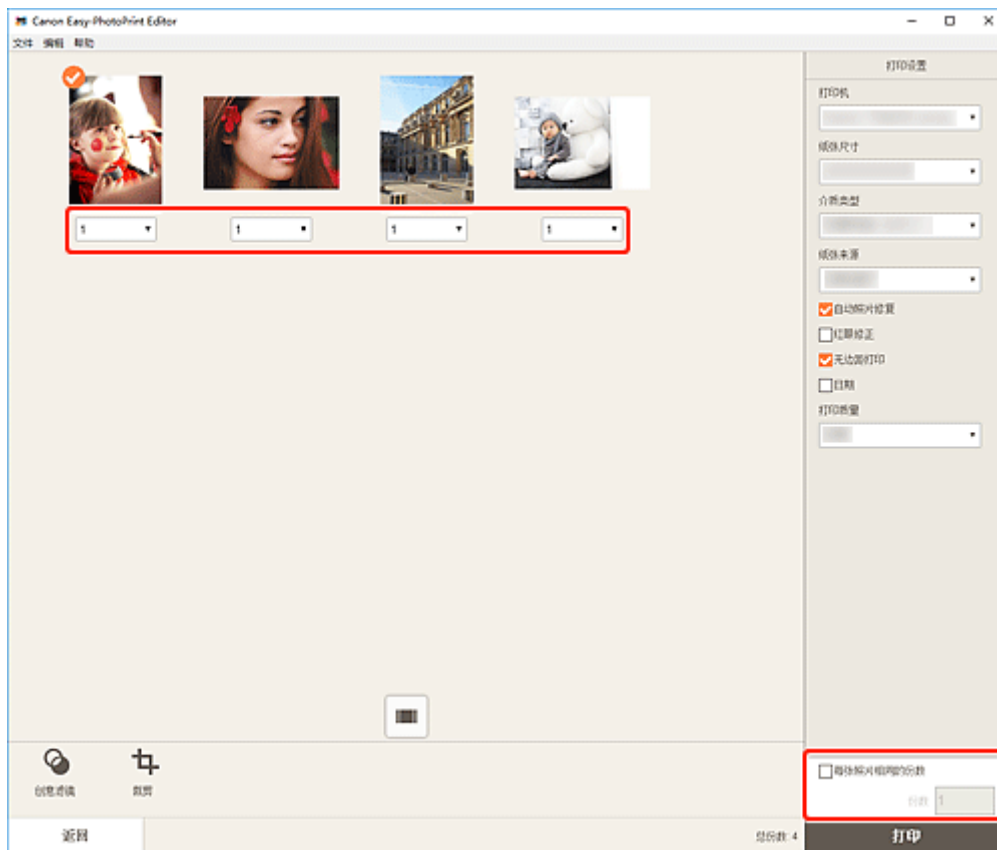 Canon Easy-PhotoPrint Editor
文件 编辑 帮助
打印设置
打印机
纸张尺寸
介质类型
纸张来源
自动照片修复
红眼修正
无边距打印
日期
打印质量
1 1 1 1
创意滤镜 裁剪
每张照片相同的份数
份数 1
返回
总份数: 4
打印